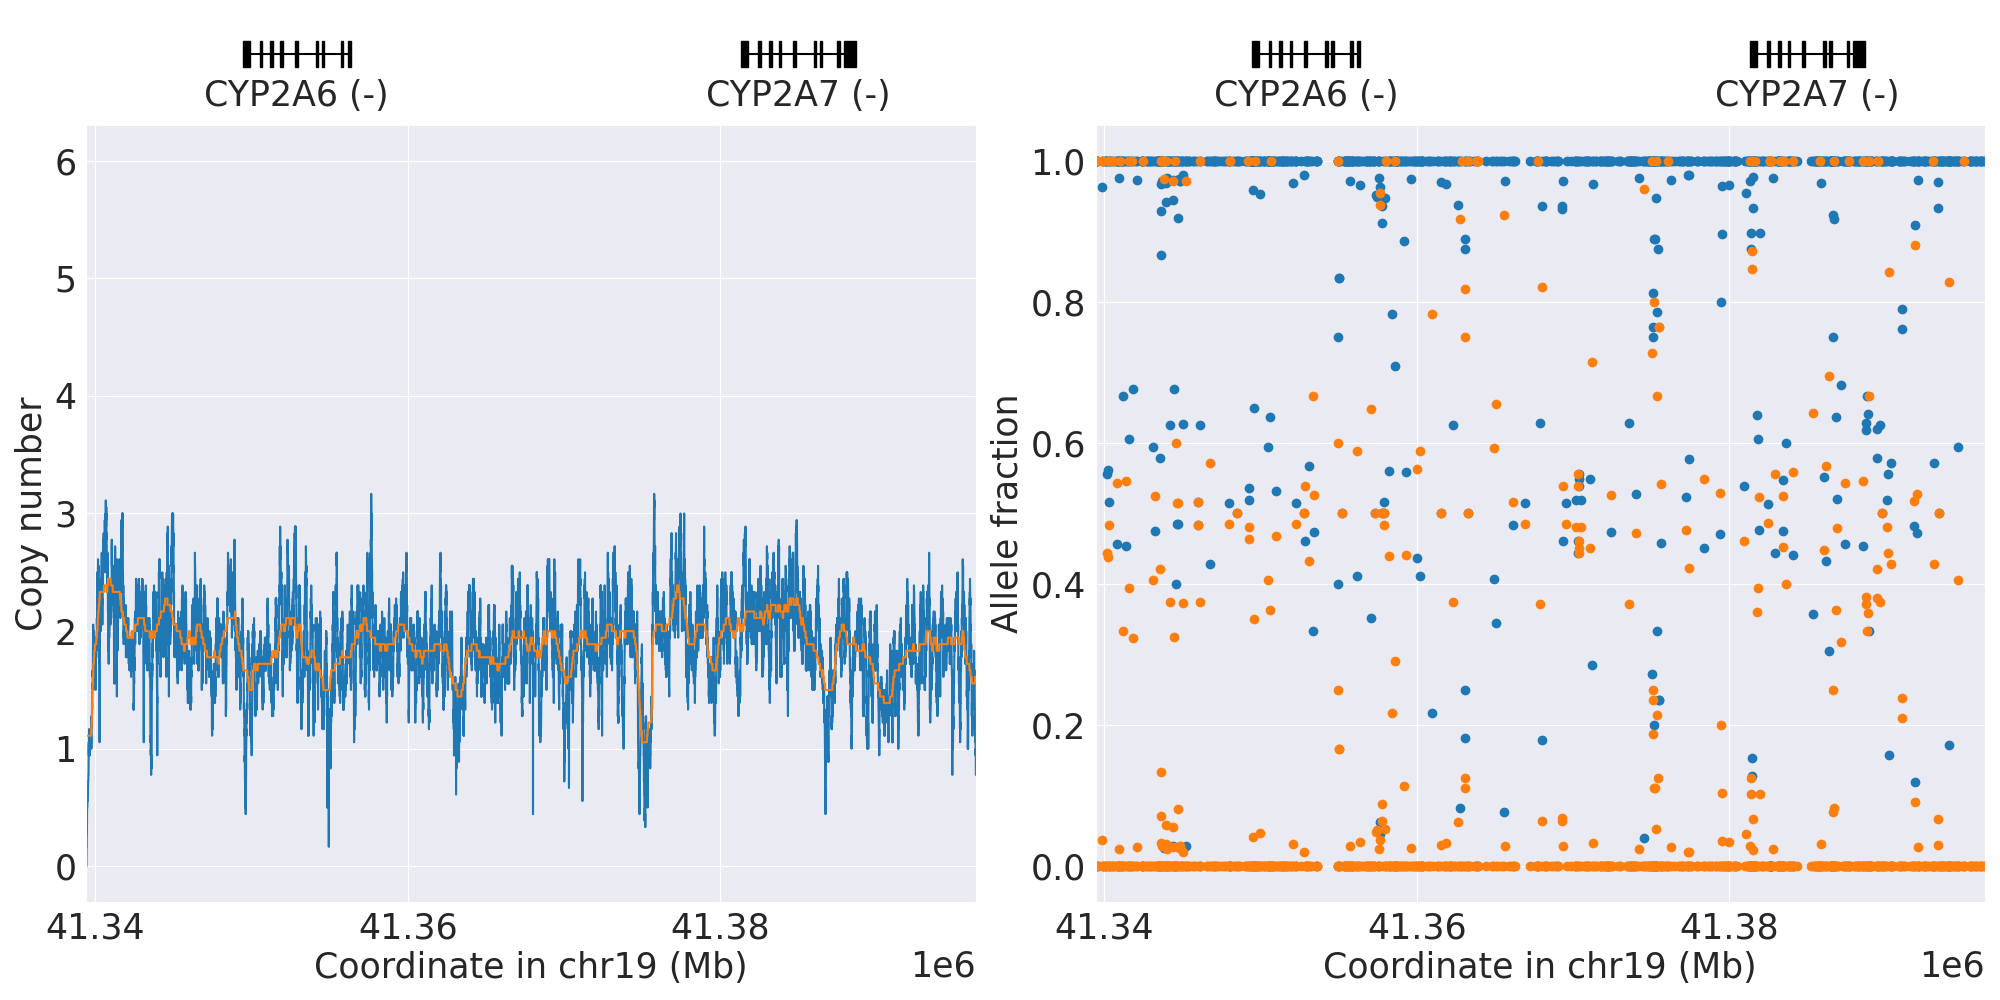 CYP2A6 (-)
CYP2A7 (-)
6
5
4
3
2
1
0
Copy number
41.34
41.36
41.38
Coordinate in chr19 (Mb)
1e6
CYP2A6 (-)
CYP2A7 (-)
1.0
0.8
0.6
0.4
0.2
0.0
Allele fraction
41.34
41.36
41.38
Coordinate in chr19 (Mb)
1e6